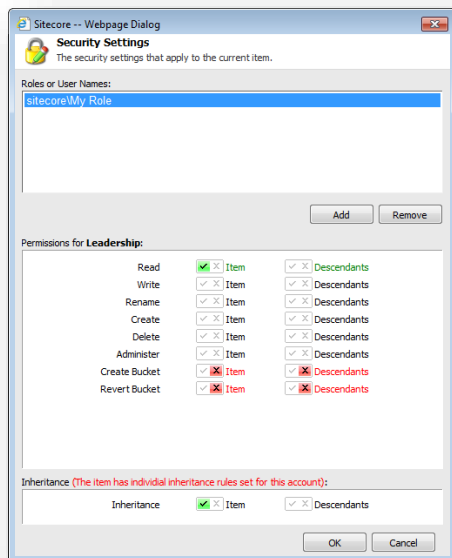 Sitecore -- Webpage Dialog
Security Settings
The security settings that apply to the current item.
Roles or User Names:
sitecore\My Role
Add Remove
Permissions for Leadership:
Read Item Descendants
Write Item Descendants
Rename Item Descendants
Create Item Descendants
Delete Item Descendants
Administer Item Descendants
Create Bucket Item Descendants
Revert Bucket Item Descendants
Inheritance (The item has individial inheritance rules set for this account):
Inheritance Item Descendants
OK Cancel